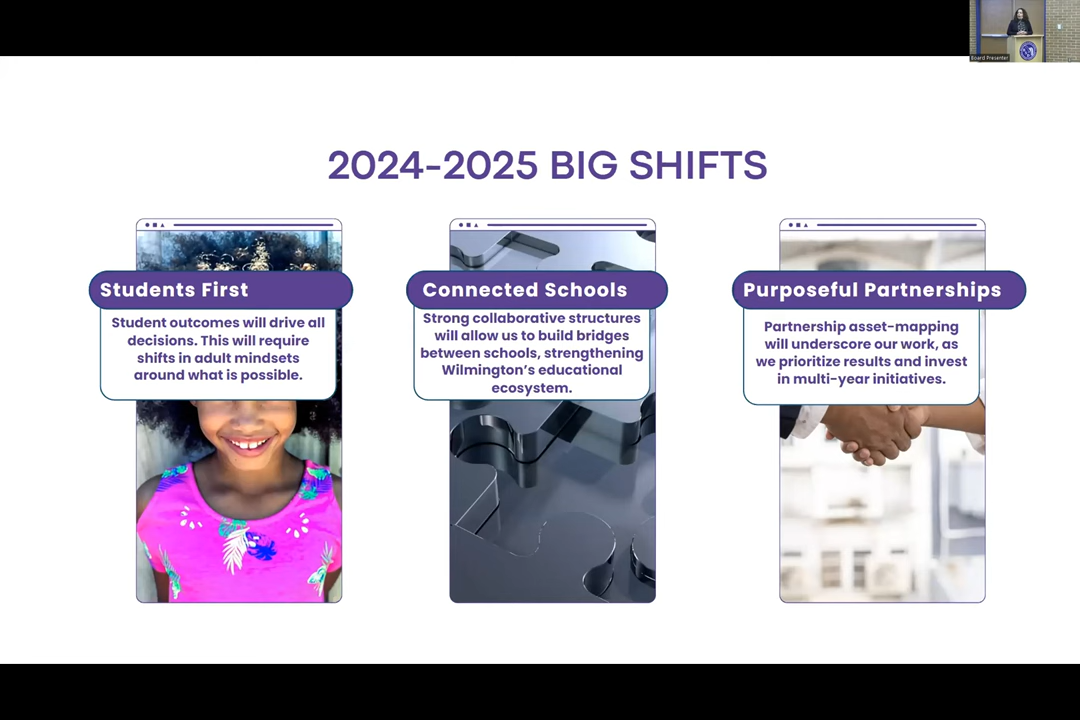 Board Presenter
2024-2025 BIG SHIFTS
Students First
Student outcomes will drive all
decisions. This will require
shifts in adult mindsets
around what is possible.
Connected Schools
Strong collaborative structures
will allow us to build bridges
between schools, strengthening
Wilmington’s educational
ecosystem.
Purposeful Partnerships
Partnership asset-mapping
will underscore our work, as
we prioritize results and invest
in multi-year initiatives.